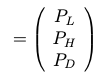 = ( P_L
P_H
P_D )